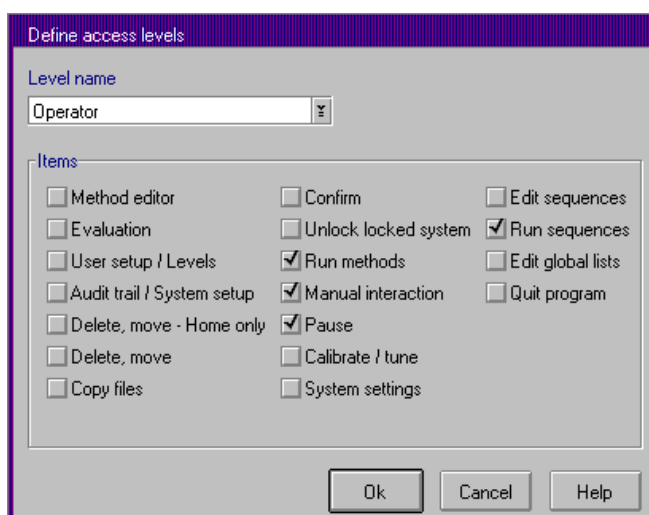 Define access levels
Level name
Operator
Items
Method editor
Evaluation
User setup / Levels
Audit trail / System setup
Delete, move - Home only
Delete, move
Copy files
Confirm
Unlock locked system
Run methods
Manual interaction
Pause
Calibrate / tune
System settings
Edit sequences
Run sequences
Edit global lists
Quit program
Ok
Cancel
Help